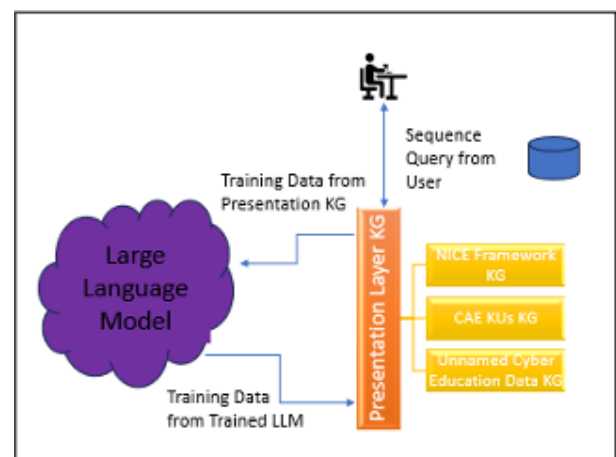 Sequence
Query from
User
Training Data from
Presentation KG
Large
Language
Model
Presentation Layer KG
NICE Framework
KG
CAE KUs KG
Unnamed Cyber
Education Data KG
Training Data
from Trained LLM